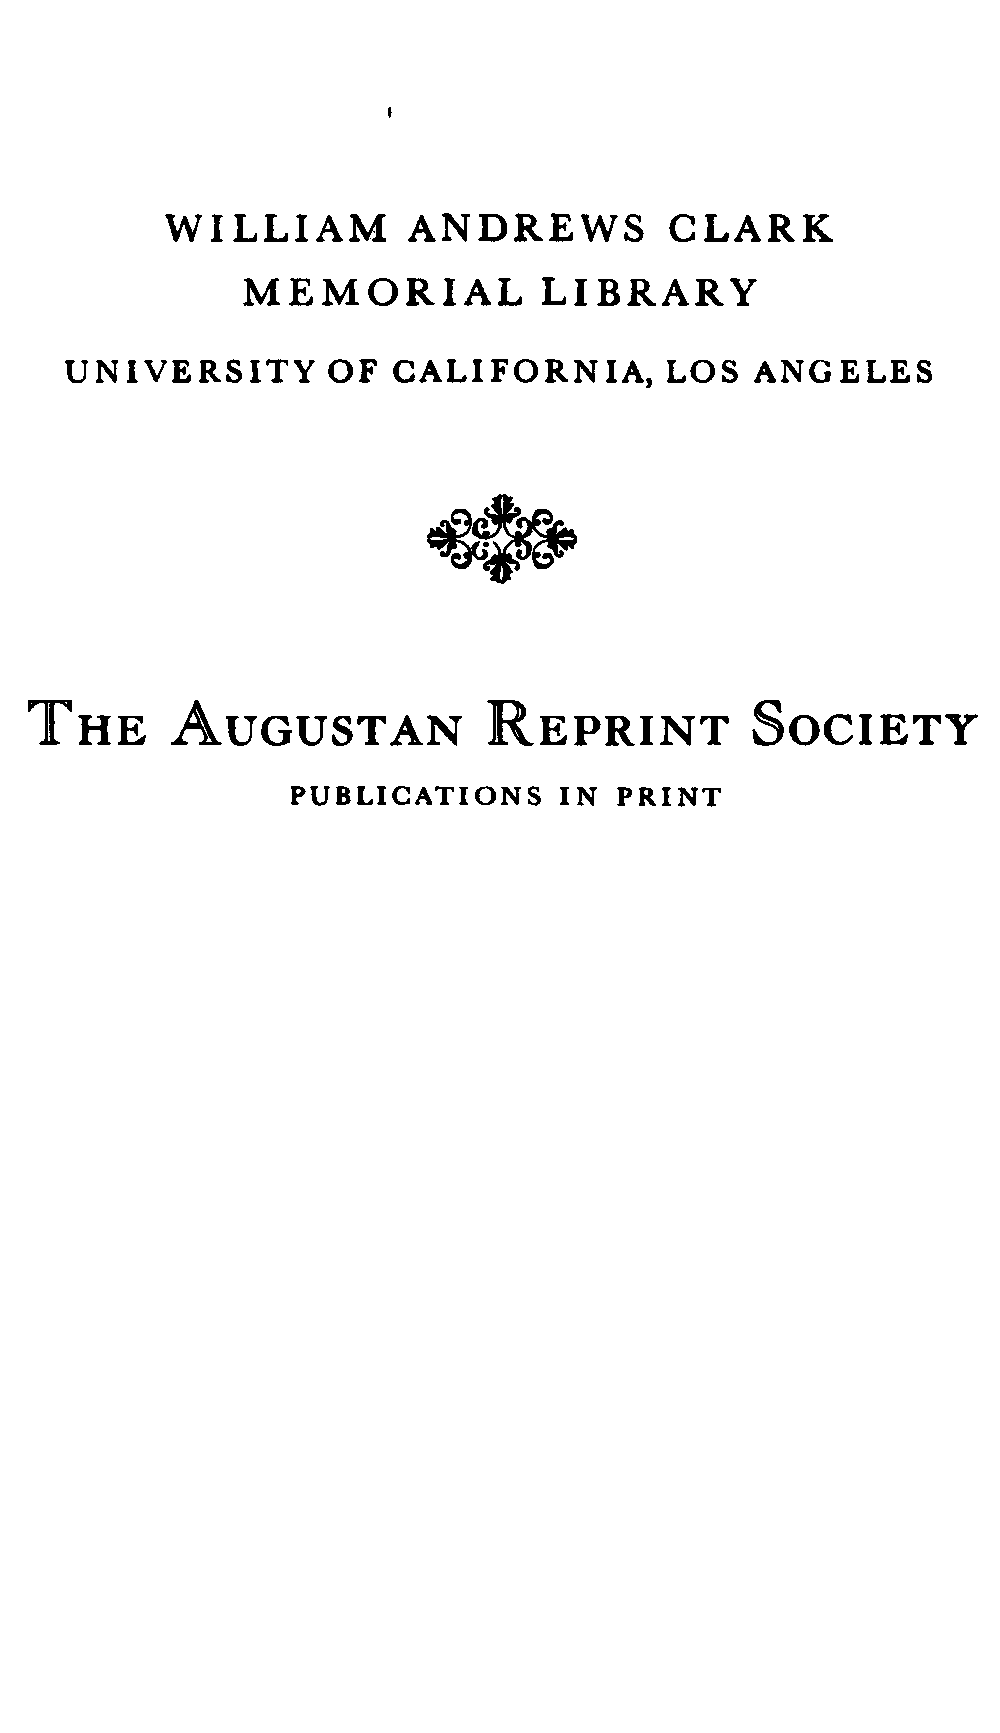 WILLIAM ANDREWS CLARK
MEMORIAL LIBRARY
UNIVERSITY OF CALIFORNIA, LOS ANGELES
THE AUGUSTAN REPRINT SOCIETY
PUBLICATIONS IN PRINT